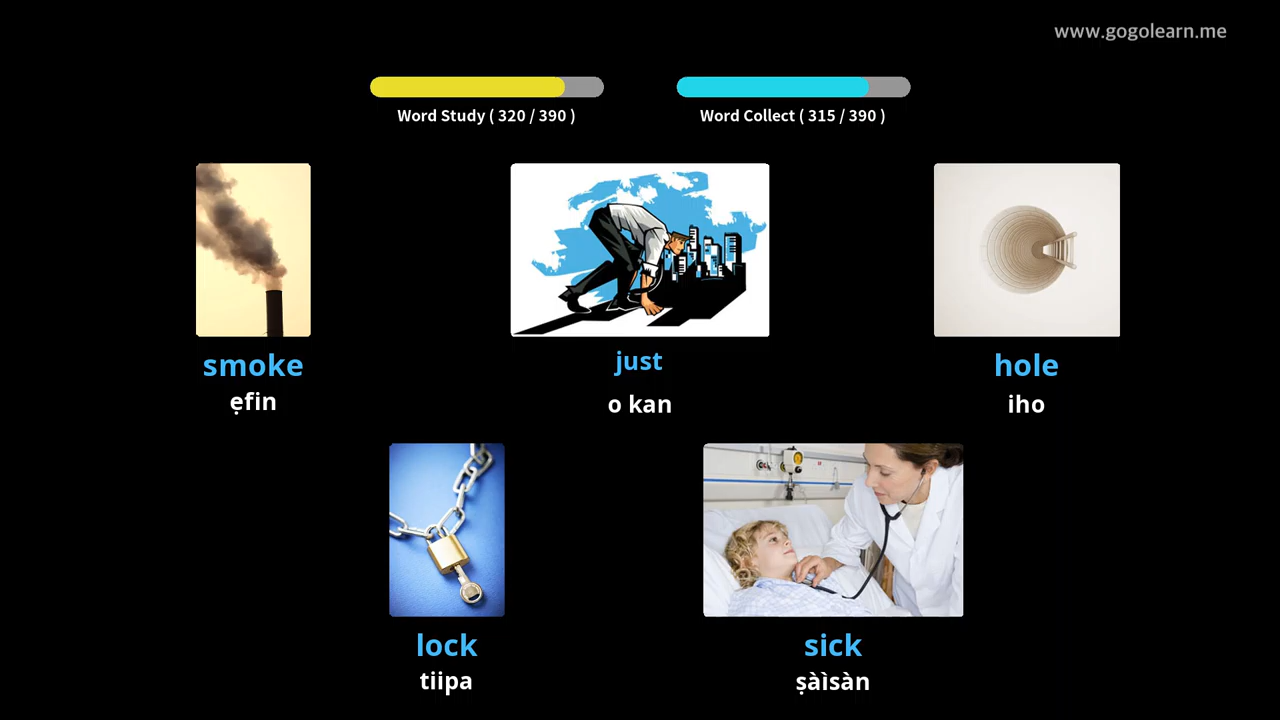 www.gogolearn.me
Word Study ( 320 / 390 )
Word Collect ( 315 / 390 )
smoke
ẹfin
just
o kan
hole
iho
lock
tiipa
sick
ṣàìsàn